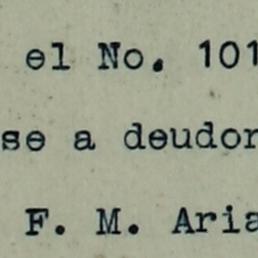 el No. 101
se a deudor
F. M. Aria